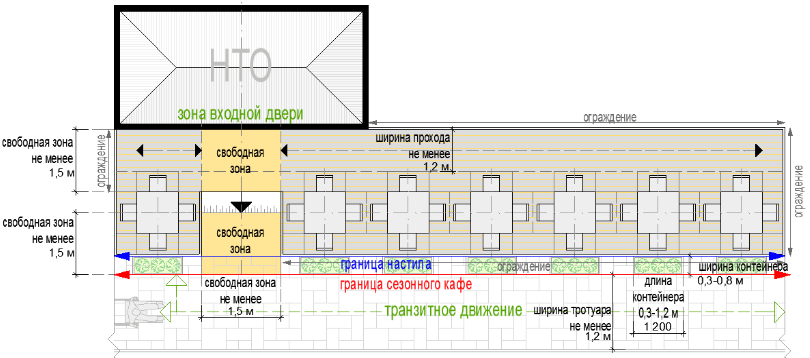 НТО
зона входной двери
ограждение
свободная зона
не менее
1,5 м
ограждение
свободная
зона
ширина прохода
не менее
1,2 м
ограждение
свободная зона
не менее
1,5 м
свободная
зона
граница настила
ограждение
ширина контейнера
0,3-0,8 м
свободная зона
не менее
1,5 м
граница сезонного кафе
длина
контейнера
0,3-1,2 м
1 200
транзитное движение
ширина тротуара
не менее
1,2 м